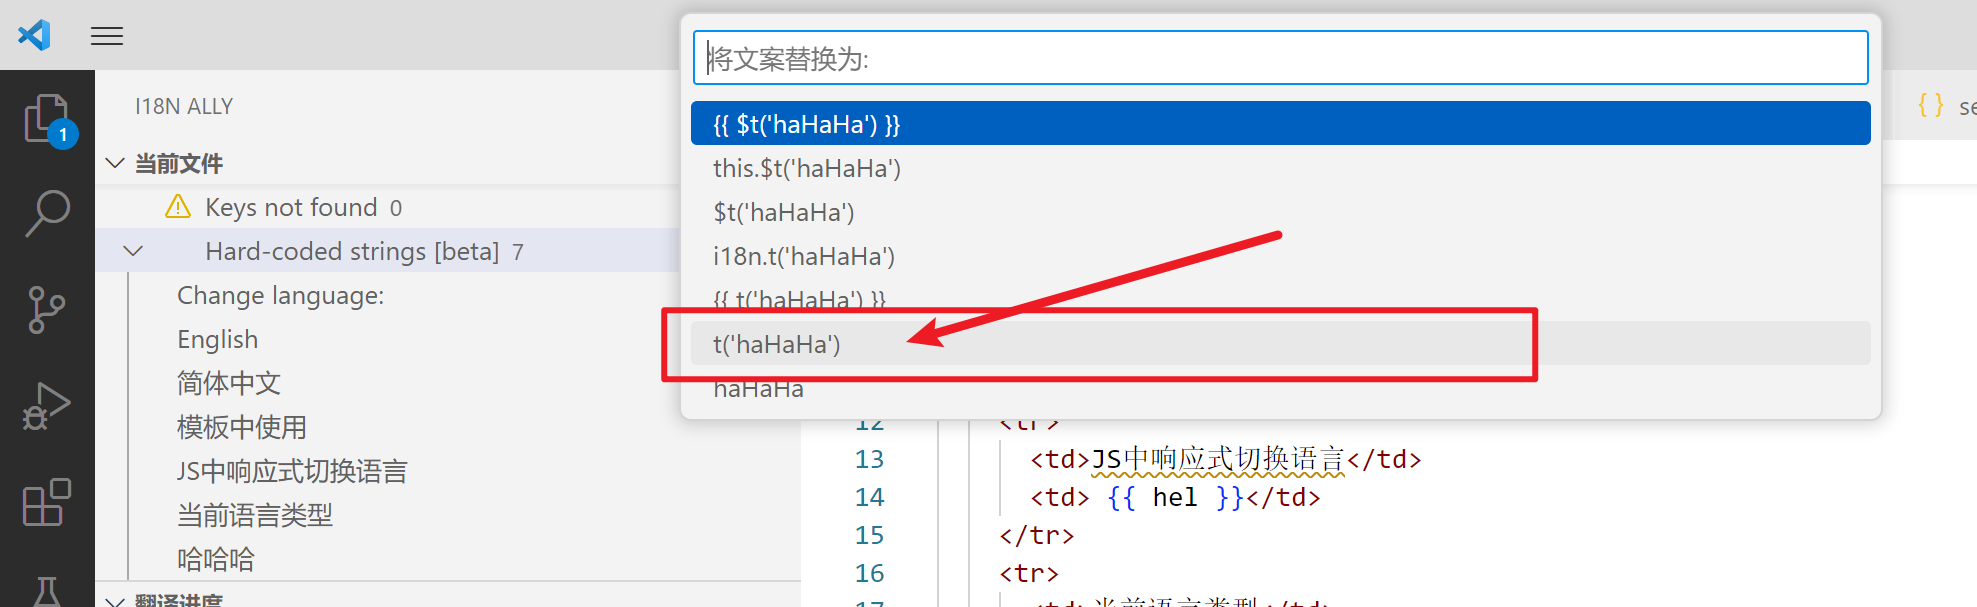 I18N ALLY
当前文件
Keys not found 0
Hard-coded strings [beta] 7
Change language:
English
简体中文
模板中使用
JS中响应式切换语言
当前语言类型
哈哈哈
翻译进度
1
将文案替换为:
{{ $t('haHaHa') }}
this.$t('haHaHa')
$t('haHaHa')
i18n.t('haHaHa')
{{ t('haHaHa') }}
t('haHaHa')
haHaHa
{ } se
12 <tr>
13 <td>JS中响应式切换语言</td>
14 <td> {{ hel }}</td>
15 </tr>
16 <tr>
17 <td>当前语言类型</td>